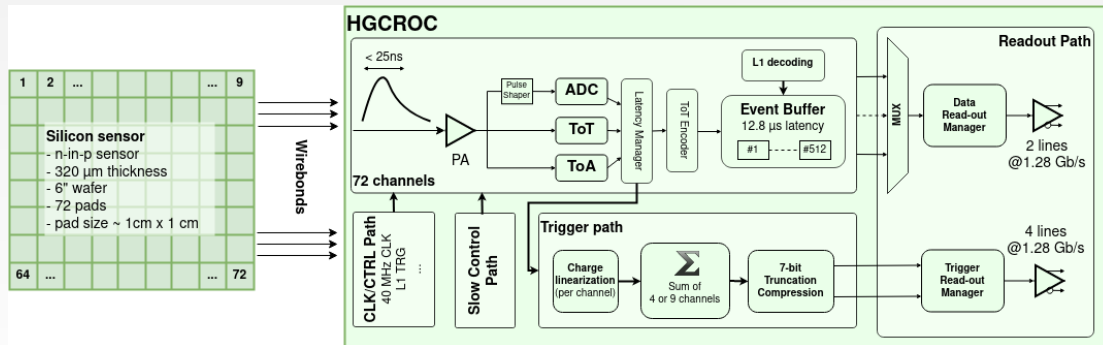 HGCROC
1 2 ... ... 9
Silicon sensor
- n-in-p sensor
- 320 μm thickness
- 6" wafer
- 72 pads
- pad size ~ 1cm x 1 cm
64 ... ... 72
Wirebonds
< 25ns
PA
Pulse
Shaper
ADC
ToT
ToA
Latency Manager
ToT Encoder
L1 decoding
Event Buffer
12.8 μs latency
#1
#512
72 channels
CLK/CTRL Path
40 MHz CLK
L1 TRG
...
Slow Control
Path
Trigger path
Charge
linearization
(per channel)
Σ
Sum of
4 or 9 channels
7-bit
Truncation
Compression
Readout Path
MUX
Data
Read-out
Manager
2 lines
@1.28 Gb/s
Trigger
Read-out
Manager
4 lines
@1.28 Gb/s